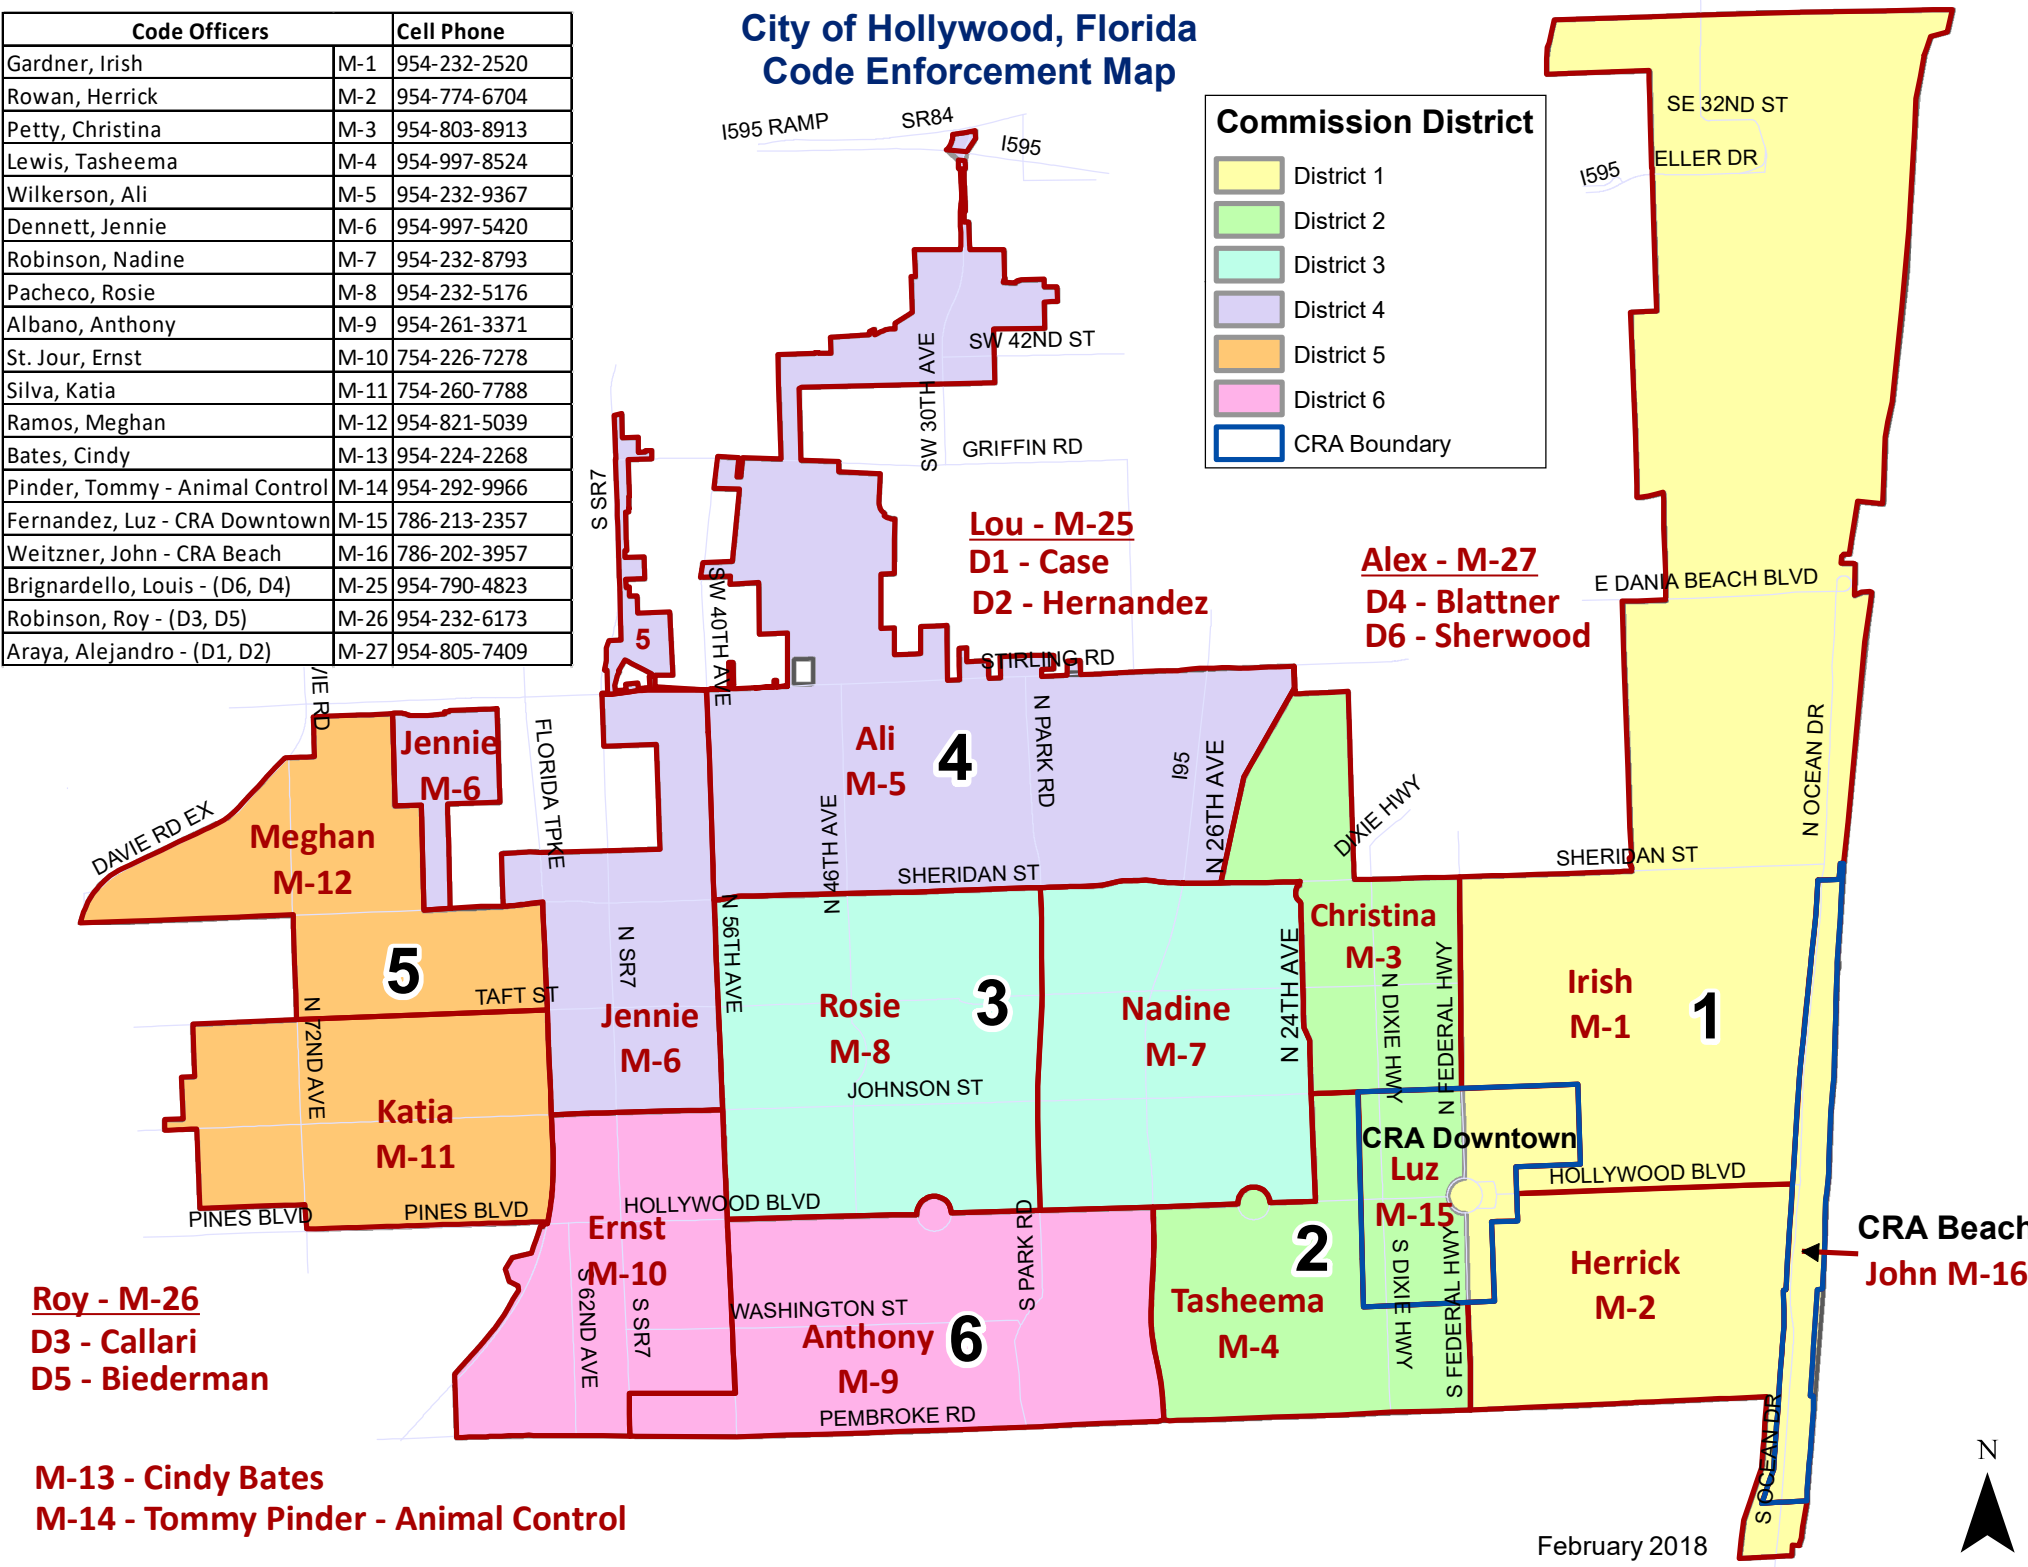 City of Hollywood, Florida
Code Enforcement Map
Code Officers Cell Phone
Gardner, Irish M-1 954-232-2520
Rowan, Herrick M-2 954-774-6704
Petty, Christina M-3 954-803-8913
Lewis, Tasheema M-4 954-997-8524
Wilkerson, Ali M-5 954-232-9367
Dennett, Jennie M-6 954-997-5420
Robinson, Nadine M-7 954-232-8793
Pacheco, Rosie M-8 954-232-5176
Albano, Anthony M-9 954-261-3371
St. Jour, Ernst M-10 754-226-7278
Silva, Katia M-11 754-260-7788
Ramos, Meghan M-12 954-821-5039
Bates, Cindy M-13 954-224-2268
Pinder, Tommy - Animal Control M-14 954-292-9966
Fernandez, Luz - CRA Downtown M-15 786-213-2357
Weitzner, John - CRA Beach M-16 786-202-3957
Brignardello, Louis - (D6, D4) M-25 954-790-4823
Robinson, Roy - (D3, D5) M-26 954-232-6173
Araya, Alejandro - (D1, D2) M-27 954-805-7409
Commission District
District 1
District 2
District 3
District 4
District 5
District 6
CRA Boundary
I595 RAMP
SR84
I595
SE 32ND ST
ELLER DR
I595
SW 42ND ST
SW 30TH AVE
GRIFFIN RD
S SR7
SW 40TH AVE
5
Lou - M-25
D1 - Case
D2 - Hernandez
Alex - M-27
D4 - Blattner
D6 - Sherwood
E DANIA BEACH BLVD
STIRLING RD
VIE RD
FLORIDA TPKE
Jennie
M-6
Ali
M-5
4
N PARK RD
I95
N 26TH AVE
DIXIE HWY
N OCEAN DR
DAVIE RD EX
Meghan
M-12
N 46TH AVE
SHERIDAN ST
SHERIDAN ST
N 56TH AVE
N SR7
5
TAFT ST
N 72ND AVE
Jennie
M-6
Rosie
M-8
3
JOHNSON ST
Nadine
M-7
N 24TH AVE
Christina
M-3
N DIXIE HWY
N FEDERAL HWY
Irish
M-1
1
Katia
M-11
CRA Downtown
Luz
M-15
HOLLYWOOD BLVD
PINES BLVD
PINES BLVD
HOLLYWOOD BLVD
Ernst
M-10
S 62ND AVE
S SR7
S PARK RD
WASHINGTON ST
Anthony
M-9
6
PEMBROKE RD
2
Tasheema
M-4
S DIXIE HWY
S FEDERAL HWY
Herrick
M-2
CRA Beach
John M-16
S OCEAN DR
Roy - M-26
D3 - Callari
D5 - Biederman
M-13 - Cindy Bates
M-14 - Tommy Pinder - Animal Control
N
February 2018